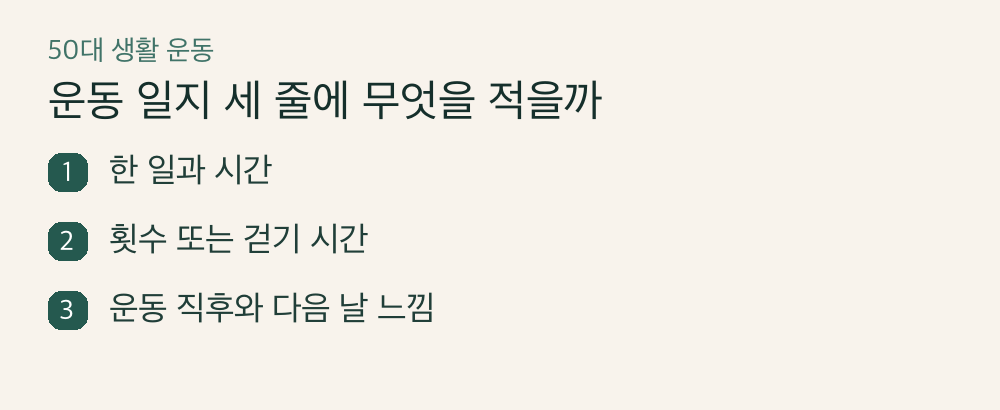 50대 생활 운동
운동 일지 세 줄에 무엇을 적을까
1 한 일과 시간
2 횟수 또는 걷기 시간
3 운동 직후와 다음 날 느낌